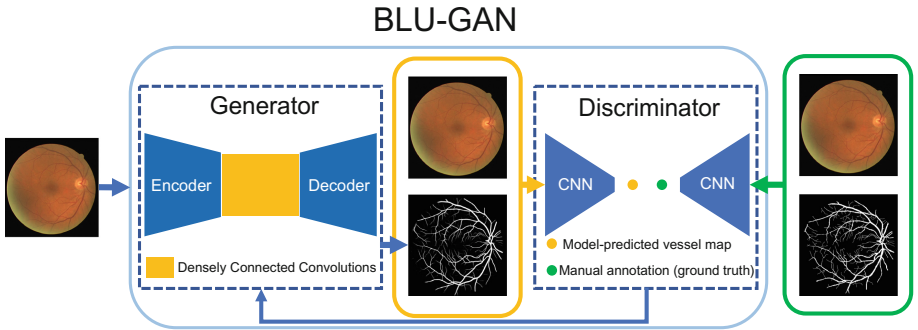 BLU-GAN
Generator
Encoder
Decoder
Densely Connected Convolutions
Discriminator
CNN
CNN
Model-predicted vessel map
Manual annotation (ground truth)